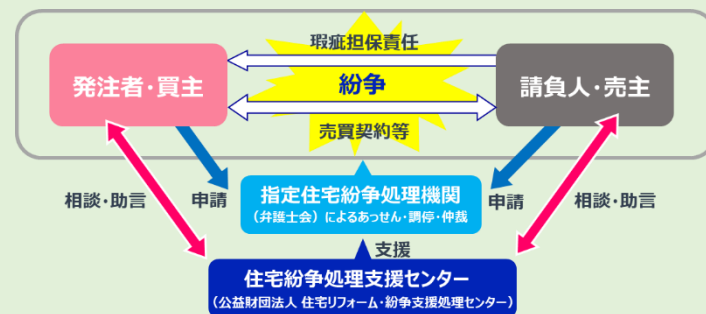 瑕疵担保責任
発注者・買主
紛争
請負人・売主
売買契約等
相談・助言
申請
指定住宅紛争処理機関
（弁護士会）によるあっせん・調停・仲裁
申請
相談・助言
支援
住宅紛争処理支援センター
（公益財団法人 住宅リフォーム・紛争支援処理センター）